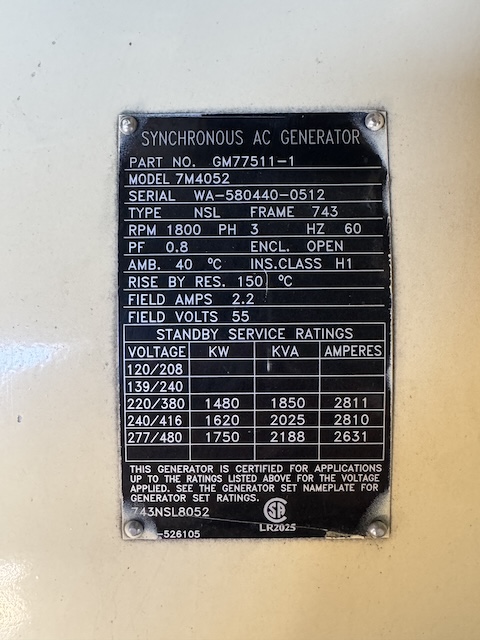 SYNCHRONOUS AC GENERATOR
PART NO. GM77511-1
MODEL 7M4052
SERIAL WA-580440-0512
TYPE NSL FRAME 743
RPM 1800 PH 3 HZ 60
PF 0.8 ENCL. OPEN
AMB. 40 °C INS.CLASS H1
RISE BY RES. 150 °C
FIELD AMPS 2.2
FIELD VOLTS 55
STANDBY SERVICE RATINGS
VOLTAGE KW KVA AMPERES
120/208
139/240
220/380 1480 1850 2811
240/416 1620 2025 2810
277/480 1750 2188 2631
THIS GENERATOR IS CERTIFIED FOR APPLICATIONS
UP TO THE RATINGS LISTED ABOVE FOR THE VOLTAGE
APPLIED. SEE THE GENERATOR SET NAMEPLATE FOR
GENERATOR SET RATINGS.
743NSL8052
LR2025
-526105